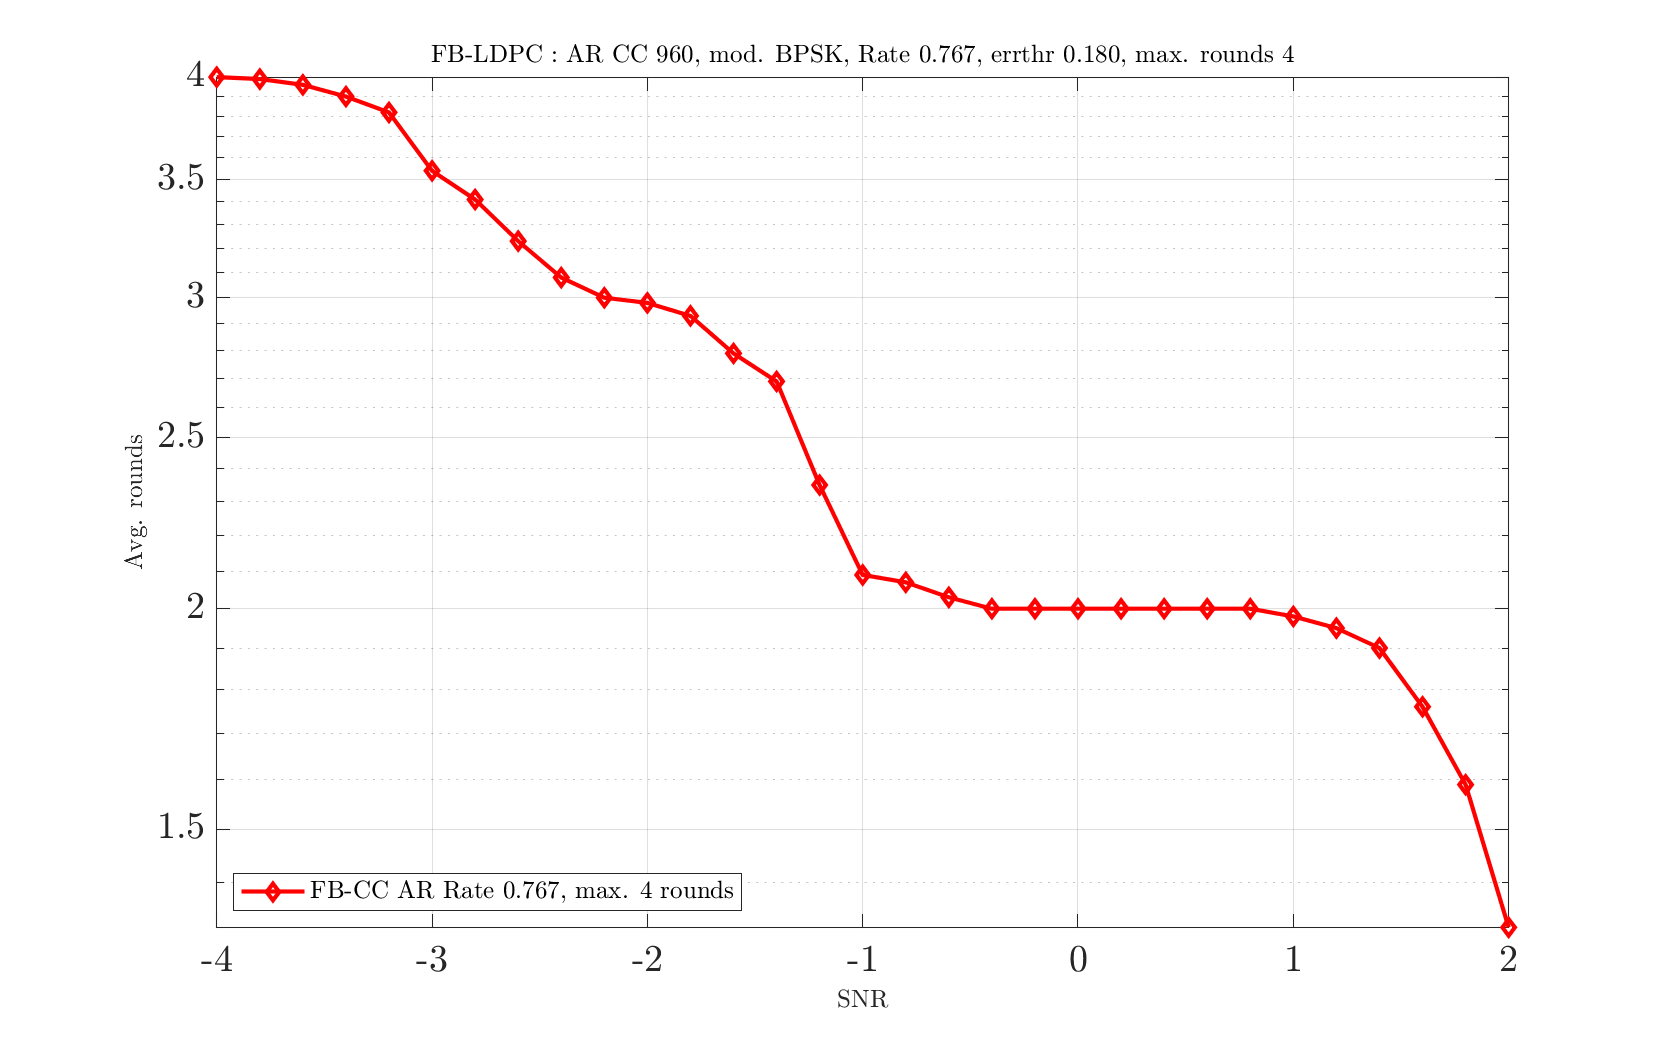 FB-LDPC : AR CC 960, mod. BPSK, Rate 0.767, errthr 0.180, max. rounds 4
4
3.5
3
2.5
2
1.5
Avg. rounds
FB-CC AR Rate 0.767, max. 4 rounds
-4 -3 -2 -1 0 1 2
SNR